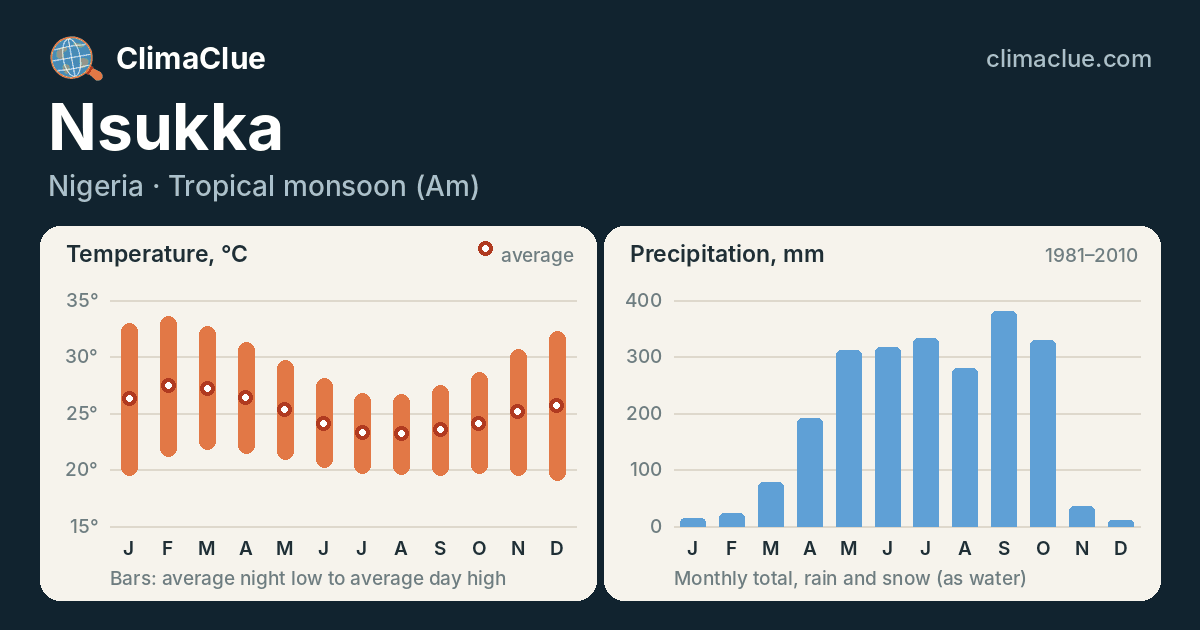 ClimaClue
climaclue.com
Nsukka
Nigeria · Tropical monsoon (Am)
Temperature, °C
average
35°
30°
25°
20°
15°
J F M A M J J A S O N D
Bars: average night low to average day high
Precipitation, mm
1981–2010
400
300
200
100
0
J F M A M J J A S O N D
Monthly total, rain and snow (as water)